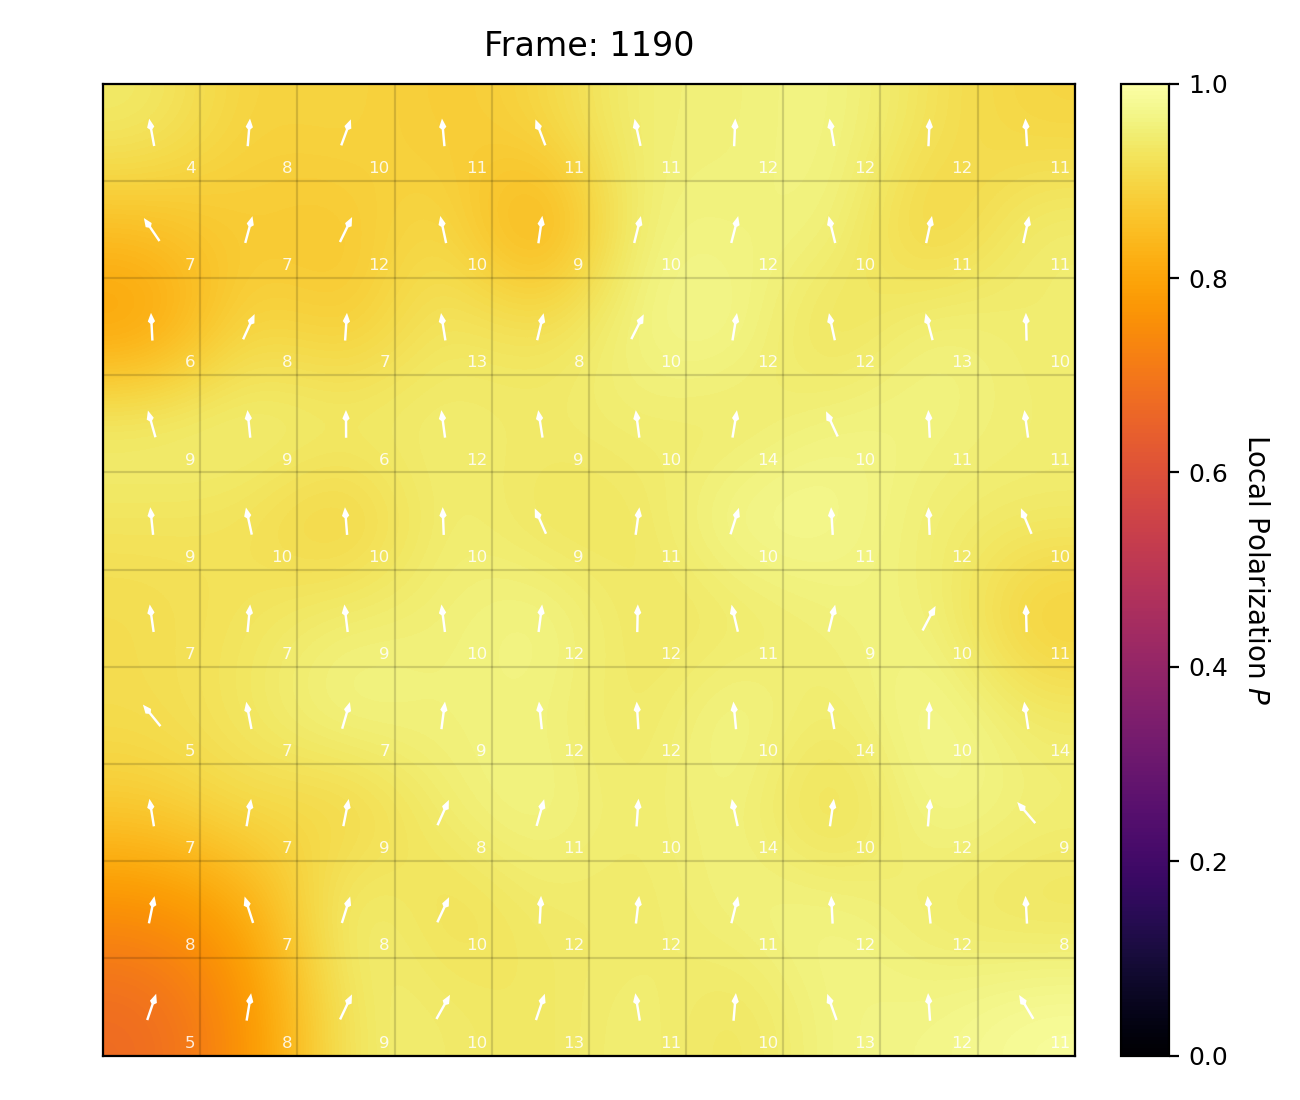 Frame: 1190
4 8 10 11 11 11 12 12 12 11
7 7 12 10 9 10 12 10 11 11
6 8 7 13 8 10 12 12 13 10
9 9 6 12 9 10 14 10 11 11
9 10 10 10 9 11 10 11 12 10
7 7 9 10 12 12 11 9 10 11
5 7 7 9 12 12 10 14 10 14
7 7 9 8 11 10 14 10 12 9
8 7 8 10 12 12 11 12 12 8
5 8 9 10 13 11 10 13 12 11
1.0
0.8
0.6
0.4
0.2
0.0
Local Polarization P